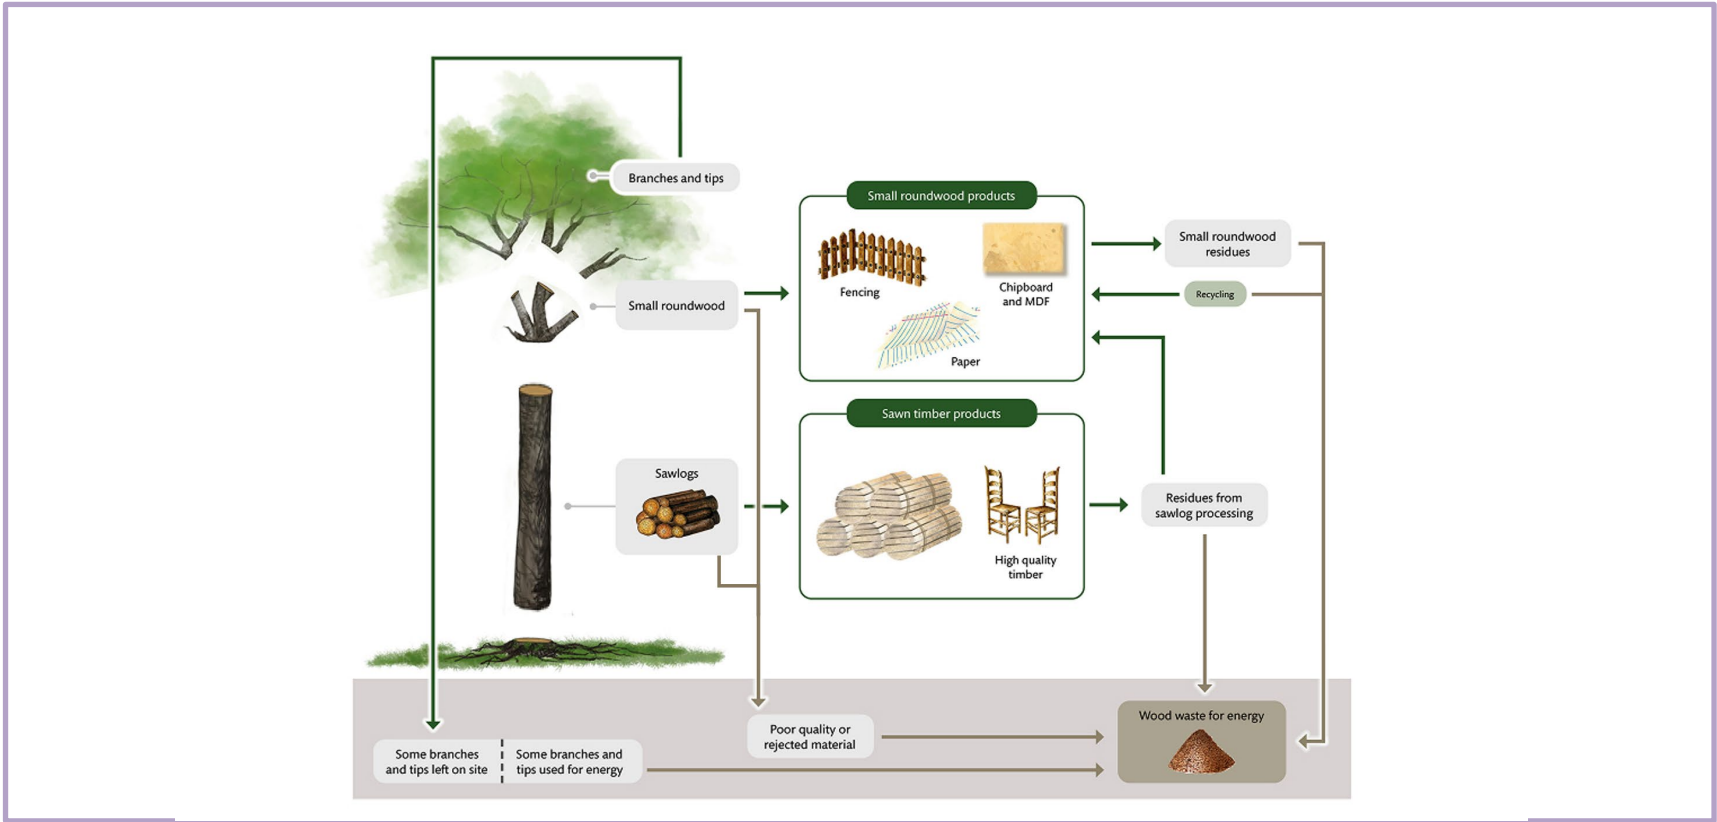 Branches and tips
Small roundwood products
Small roundwood
residues
Fencing
Chipboard
and MDF
Recycling
Small roundwood
Paper
Sawn timber products
Sawlogs
Residues from
sawlog processing
High quality
timber
Wood waste for energy
Poor quality or
rejected material
Some branches
and tips left on site
Some branches and
tips used for energy